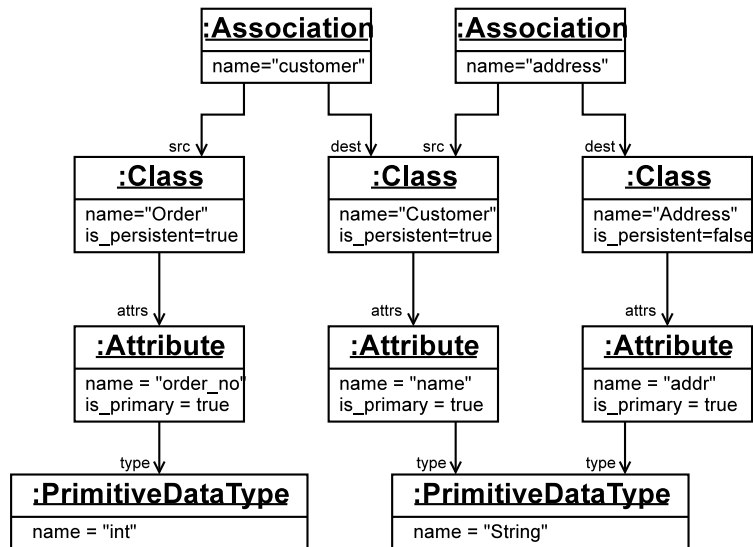 :Association
name="customer"
:Association
name="address"
src
dest
src
dest
:Class
name="Order"
is_persistent=true
:Class
name="Customer"
is_persistent=true
:Class
name="Address"
is_persistent=false
attrs
attrs
attrs
:Attribute
name = "order_no"
is_primary = true
:Attribute
name = "name"
is_primary = true
:Attribute
name = "addr"
is_primary = true
type
type
type
:PrimitiveDataType
name = "int"
:PrimitiveDataType
name = "String"